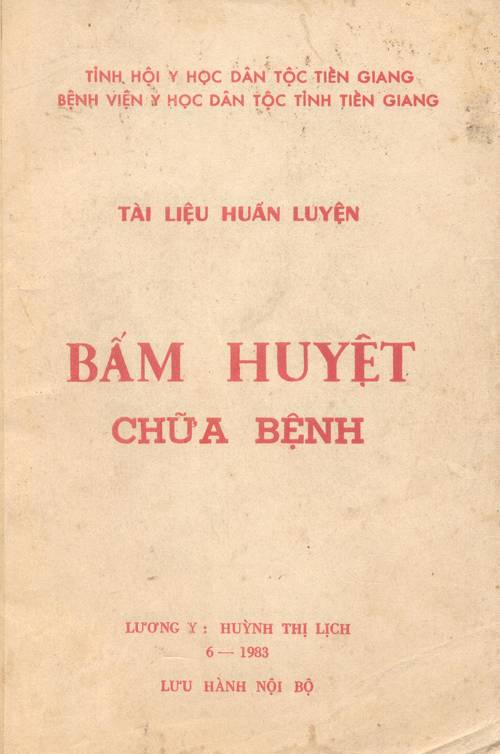 TỈNH HỘI Y HỌC DÂN TỘC TIỀN GIANG
BỆNH VIỆN Y HỌC DÂN TỘC TỈNH TIỀN GIANG
TÀI LIỆU HUẤN LUYỆN
BẤM HUYỆT
CHỮA BỆNH
LƯƠNG Y : HUỲNH THỊ LỊCH
6 — 1983
LƯU HÀNH NỘI BỘ